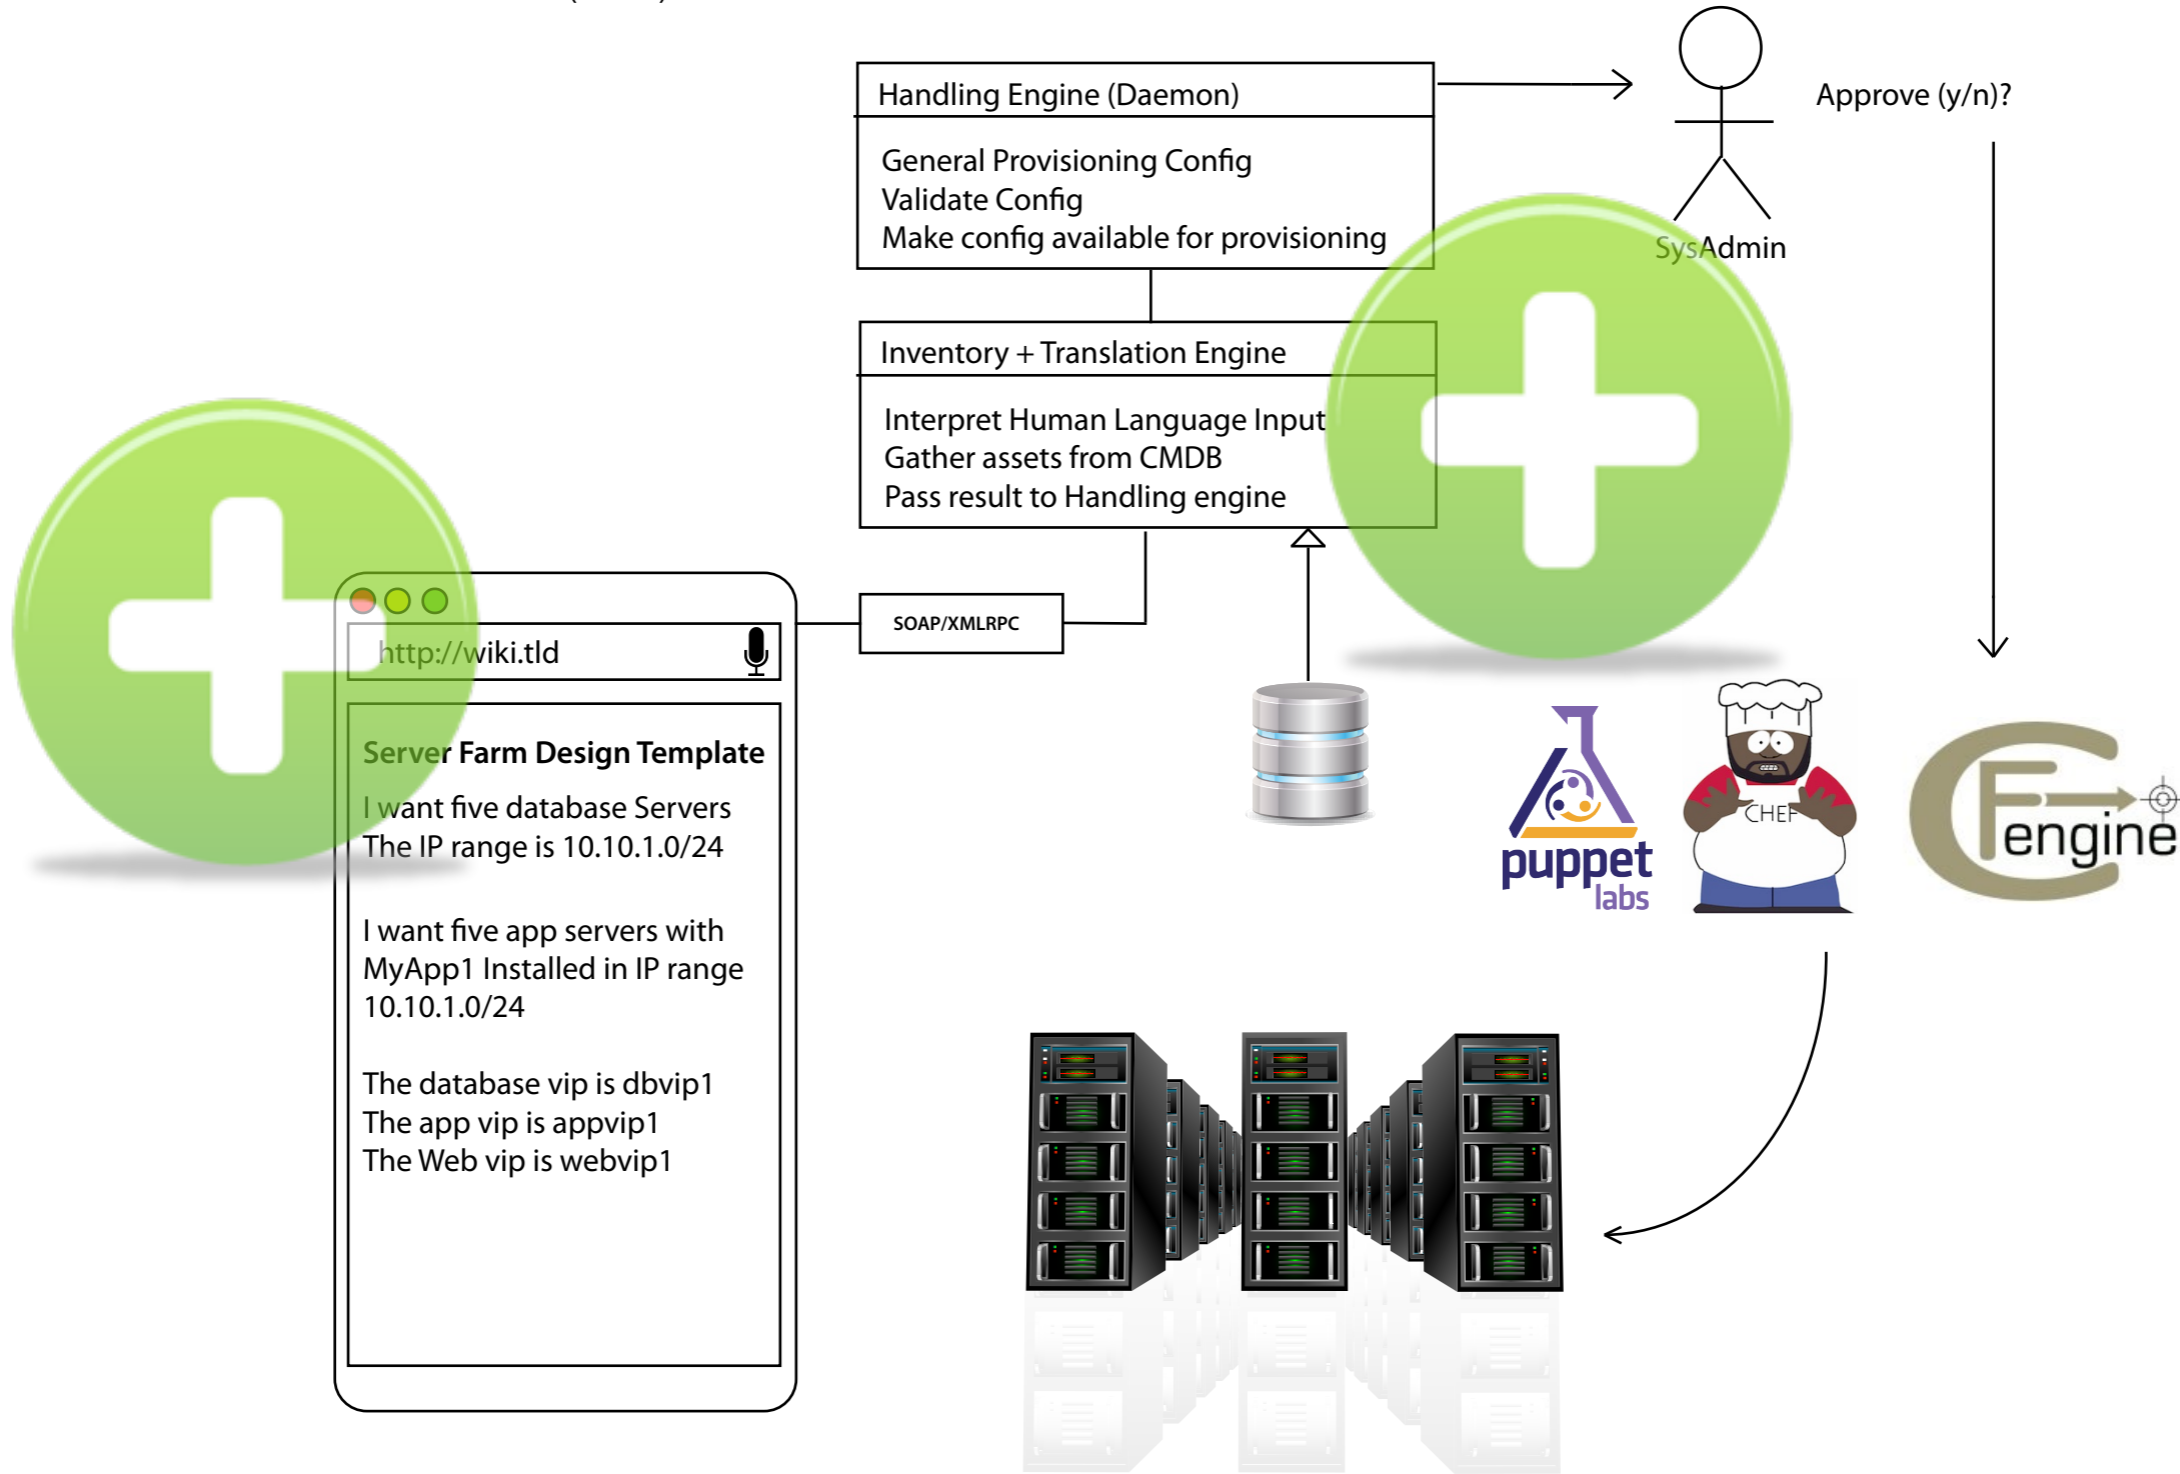 Handling Engine (Daemon)
General Provisioning Config
Validate Config
Make config available for provisioning
Approve (y/n)?
SysAdmin
Inventory + Translation Engine
Interpret Human Language Input
Gather assets from CMDB
Pass result to Handling engine
SOAP/XMLRPC
http://wiki.tld
Server Farm Design Template
I want five database Servers
The IP range is 10.10.1.0/24
I want five app servers with
MyApp1 Installed in IP range
10.10.1.0/24
The database vip is dbvip1
The app vip is appvip1
The Web vip is webvip1
puppet
labs
CHEF
CFengine